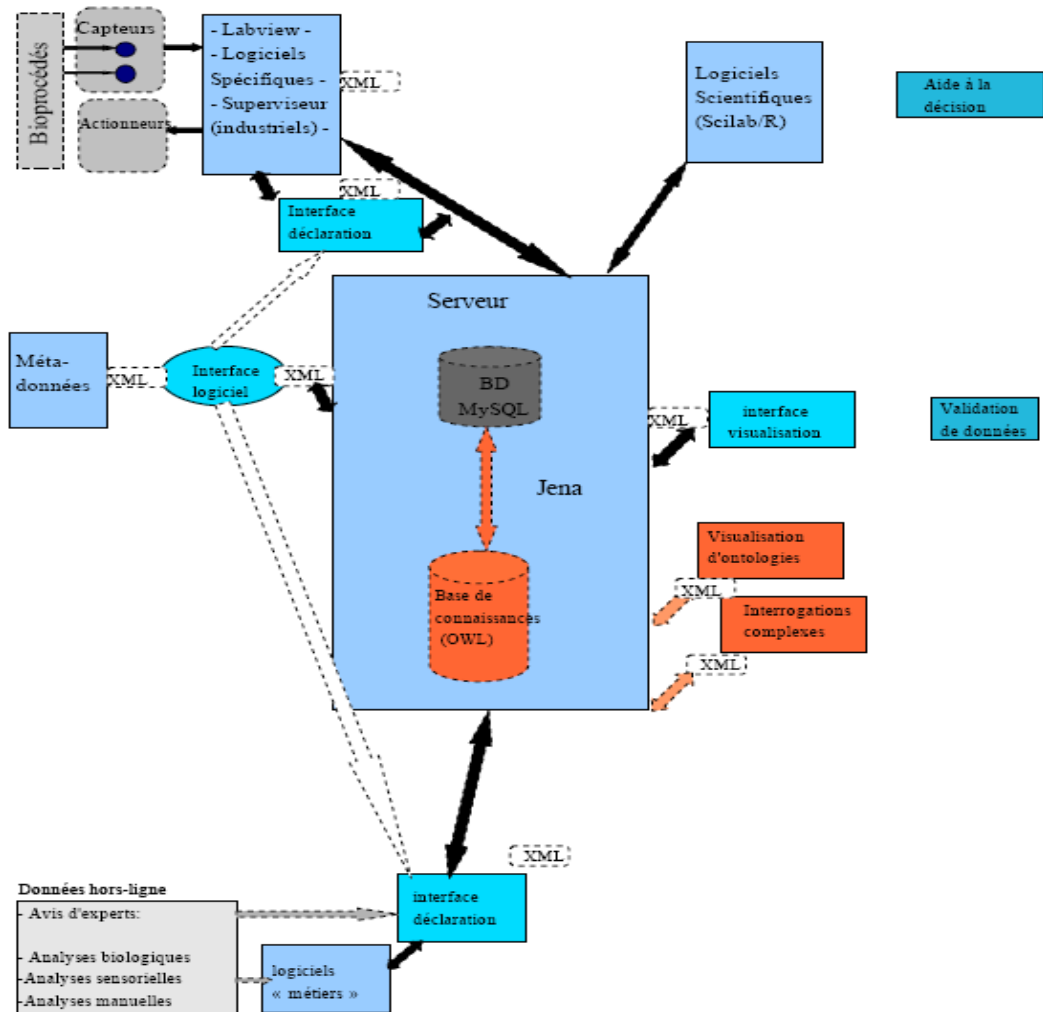 Bioprocédés
Capteurs
Actionneurs
- Labview -
- Logiciels
Spécifiques -
- Superviseur
(industriels) -
XML
Logiciels
Scientifiques
(Scilab/R)
Aide à la
décision
XML
Interface
déclaration
Serveur
Méta-
données
XML
Interface
logiciel
XML
BD
MySQL
XML
interface
visualisation
Validation
de données
Jena
Visualisation
d'ontologies
XML
Base de
connaissances
(OWL)
Interrogations
complexes
XML
XML
Données hors-ligne
- Avis d'experts:
- Analyses biologiques
-Analyses sensorielles
-Analyses manuelles
interface
déclaration
logiciels
« métiers »